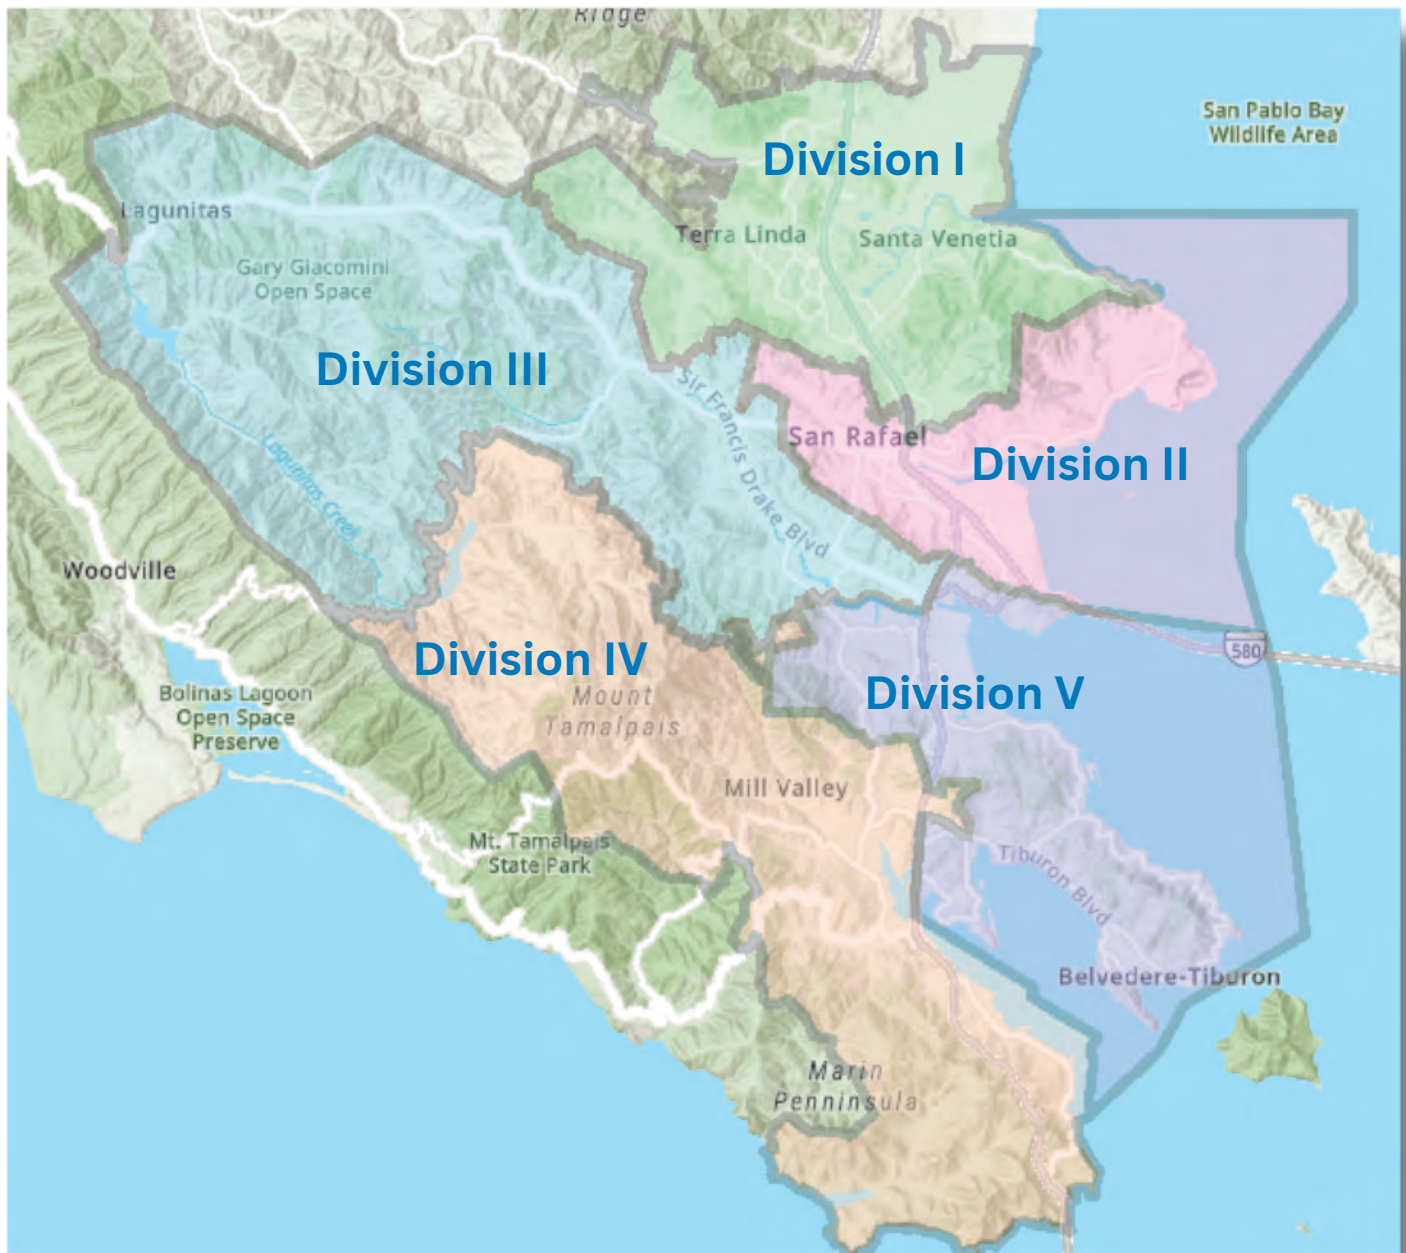 Ridge
San Pablo Bay
Wildlife Area
Division I
Lagunitas
Terra Linda
Santa Venetia
Gary Giacomini
Open Space
Division III
Sir Francis Drake Blvd
San Rafael
Division II
Lagunitas Creek
Woodville
580
Division IV
Division V
Mount
Tamalpais
Bolinas Lagoon
Open Space
Preserve
Mill Valley
Mt. Tamalpais
State Park
Tiburon Blvd
Belvedere-Tiburon
Marin
Penninsula